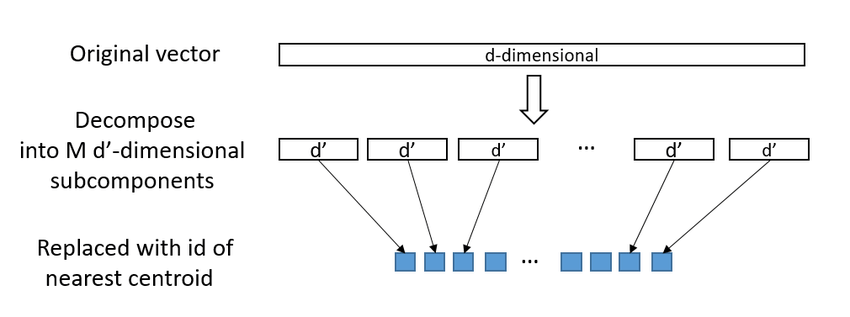 Original vector
d-dimensional
Decompose
into M d’-dimensional
subcomponents
d’ d’ d’ ... d’ d’
Replaced with id of
nearest centroid
...